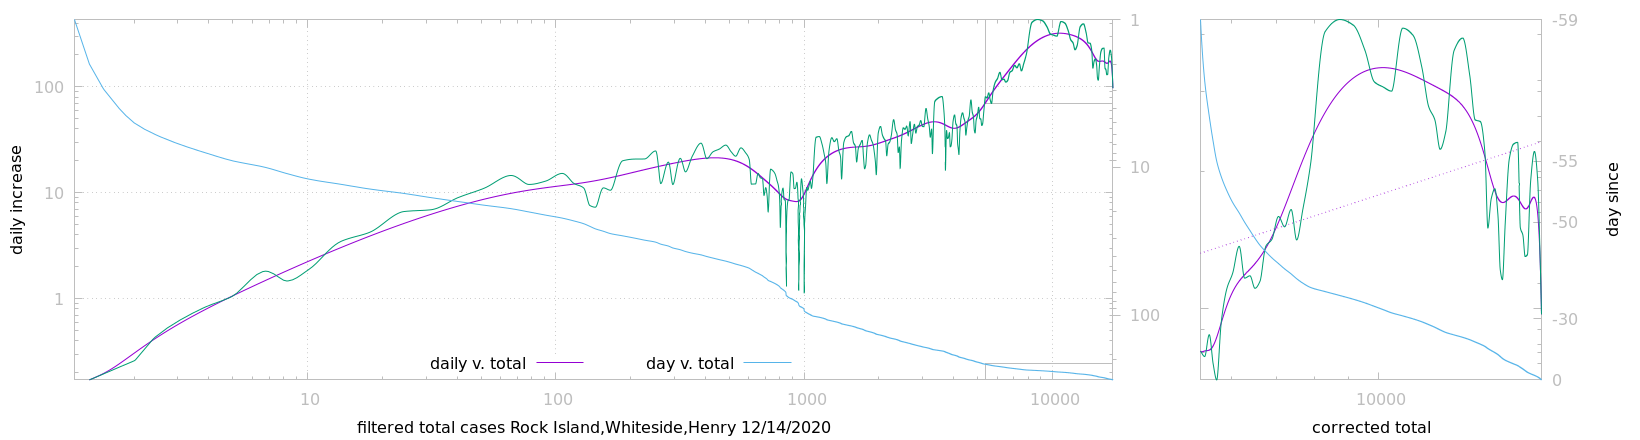 daily increase
100
10
1
daily v. total
day v. total
10
100
1000
10000
1
10
100
filtered total cases Rock Island,Whiteside,Henry 12/14/2020
10000
corrected total
-59
-55
-50
-30
0
day since